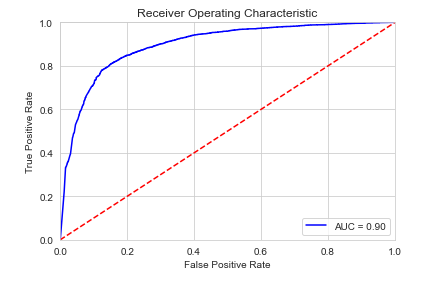 Receiver Operating Characteristic
1.0
0.8
0.6
0.4
0.2
0.0
True Positive Rate
AUC = 0.90
0.0 0.2 0.4 0.6 0.8 1.0
False Positive Rate